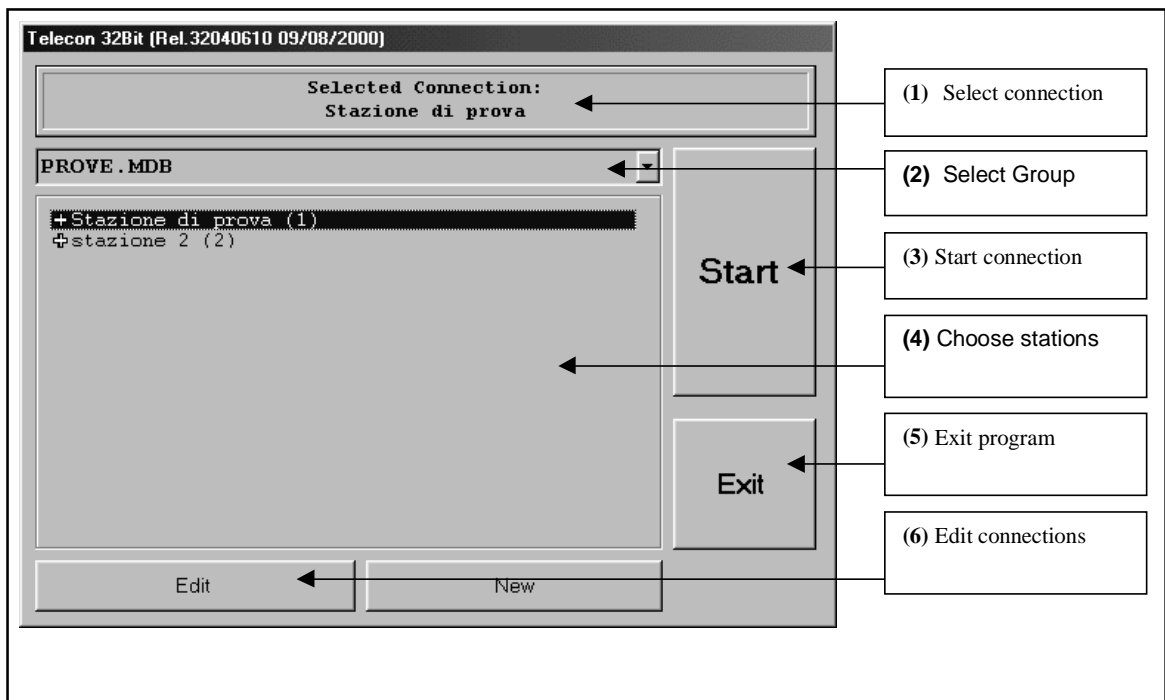 Telecon 32Bit (Rel.32040610 09/08/2000)
Selected Connection:
Stazione di prova
PROVE.MDB
+Stazione di prova (1)
stazione 2 (2)
Start
Exit
Edit
New
(1) Select connection
(2) Select Group
(3) Start connection
(4) Choose stations
(5) Exit program
(6) Edit connections